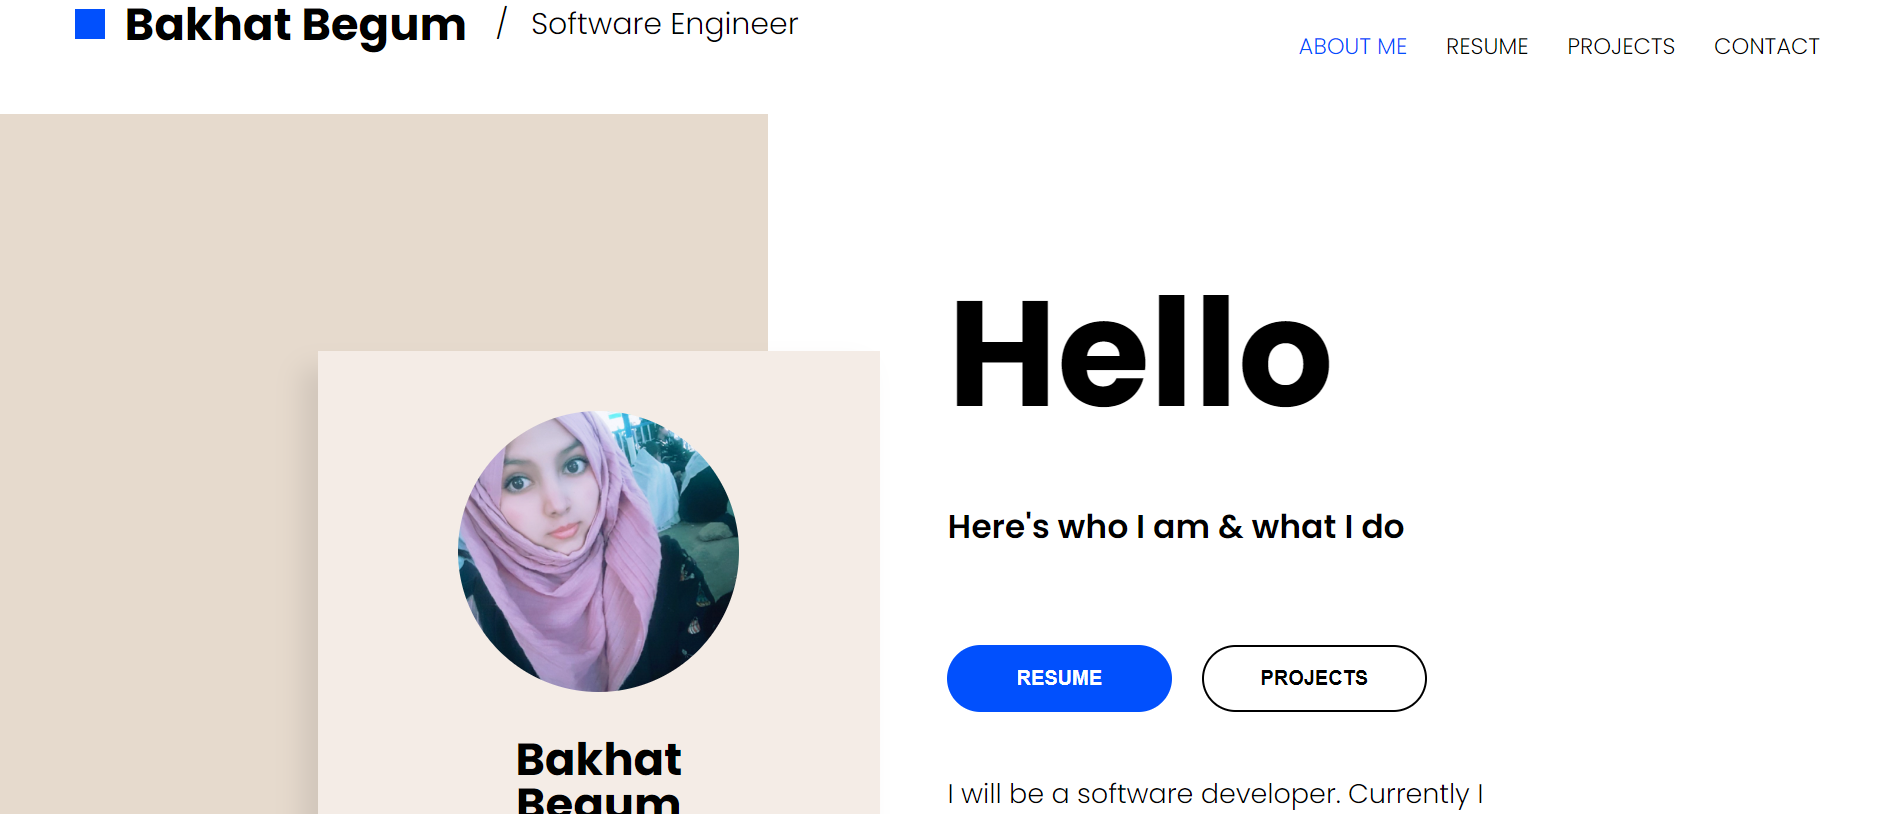 Bakhat Begum / Software Engineer
ABOUT ME RESUME PROJECTS CONTACT
Hello
Here's who I am & what I do
RESUME PROJECTS
Bakhat
Begum
I will be a software developer. Currently I